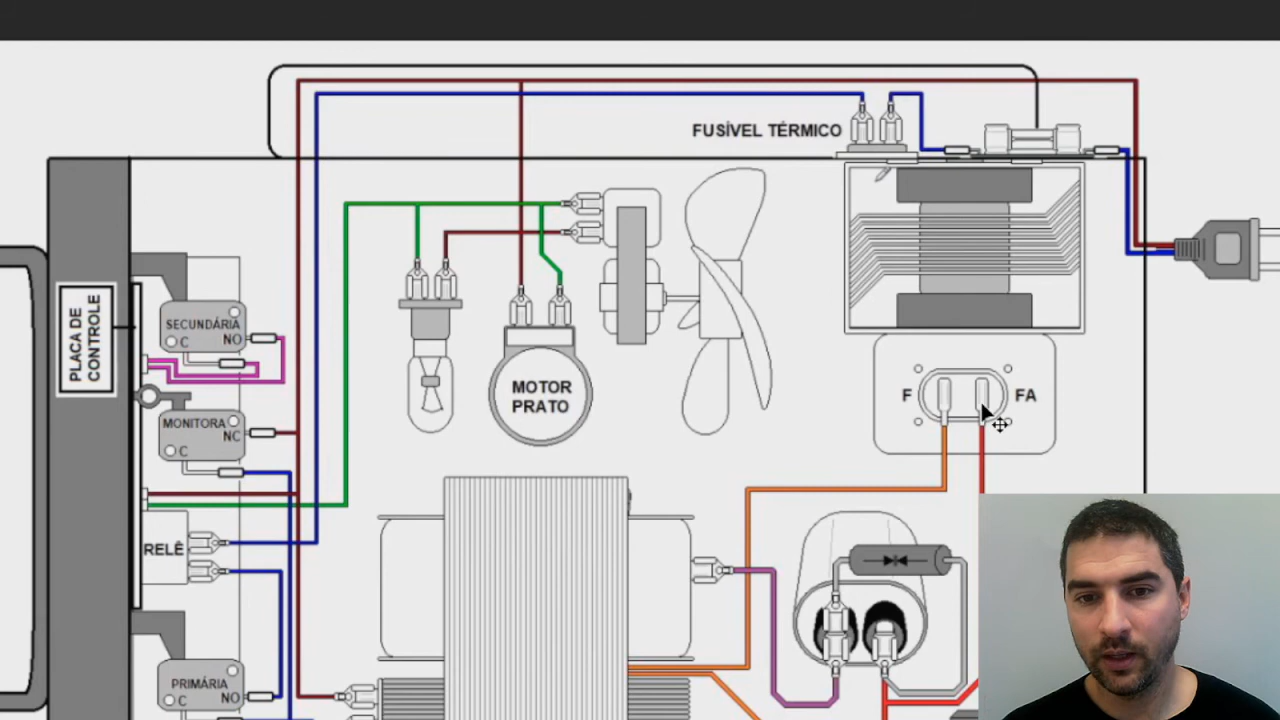 FUSÍVEL TÉRMICO
PLACA DE
CONTROLE
SECUNDÁRIA
C
NO
MONITORA
NC
C
RELÊ
PRIMÁRIA
C
NO
MOTOR
PRATO
F
FA